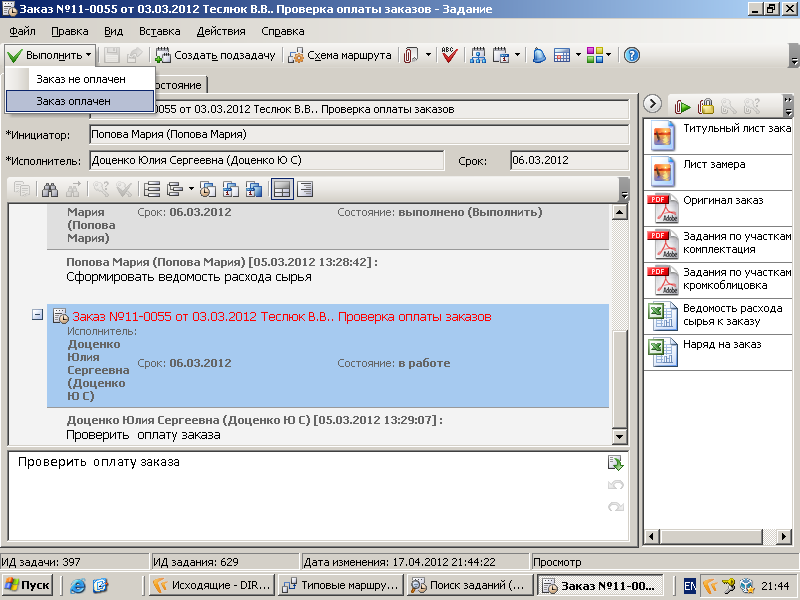 Заказ №11-0055 от 03.03.2012 Теслюк В.В.. Проверка оплаты заказов - Задание
Файл Правка Вид Вставка Действия Справка
Выполнить Создать подзадачу Схема маршрута
Заказ не оплачен
Заказ оплачен
остояние
0055 от 03.03.2012 Теслюк В.В.. Проверка оплаты заказов
*Инициатор: Попова Мария (Попова Мария)
*Исполнитель: Доценко Юлия Сергеевна (Доценко Ю С) Срок: 06.03.2012
Мария
(Попова
Мария)
Срок: 06.03.2012 Состояние: выполнено (Выполнить)
Попова Мария (Попова Мария) [05.03.2012 13:28:42] :
Сформировать ведомость расхода сырья
Заказ №11-0055 от 03.03.2012 Теслюк В.В.. Проверка оплаты заказов
Исполнитель:
Доценко
Юлия
Сергеевна
(Доценко
Ю С)
Срок: 06.03.2012 Состояние: в работе
Доценко Юлия Сергеевна (Доценко Ю С) [05.03.2012 13:29:07] :
Проверить оплату заказа
Проверить оплату заказа
Титульный лист зака
Лист замера
Оригинал заказ
Задания по участкам
комплектация
Задания по участкам
кромкоблицовка
Ведомость расхода
сырья к заказу
Наряд на заказ
ИД задачи: 397 ИД задания: 629 Дата изменения: 17.04.2012 21:44:22 Просмотр
Пуск Исходящие - DIR... Типовые маршру... Поиск заданий (... Заказ №11-00... EN 21:44